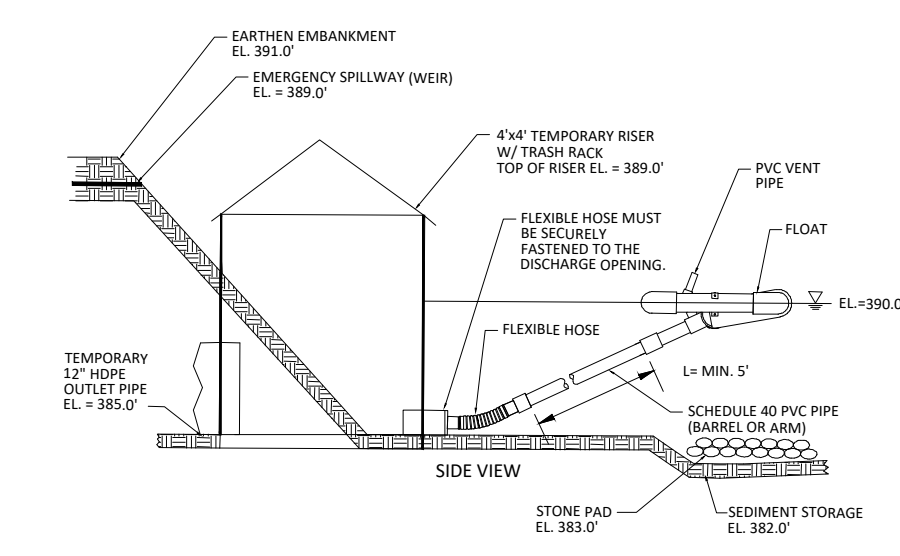 EARTHEN EMBANKMENT
EL. 391.0'
EMERGENCY SPILLWAY (WEIR)
EL. = 389.0'
4'x4' TEMPORARY RISER
W/ TRASH RACK
TOP OF RISER EL. = 389.0'
PVC VENT
PIPE
FLEXIBLE HOSE MUST
BE SECURELY
FASTENED TO THE
DISCHARGE OPENING.
FLOAT
EL.=390.0
FLEXIBLE HOSE
TEMPORARY
12" HDPE
OUTLET PIPE
EL. = 385.0'
L= MIN. 5'
SCHEDULE 40 PVC PIPE
(BARREL OR ARM)
SIDE VIEW
STONE PAD
EL. 383.0'
SEDIMENT STORAGE
EL. 382.0'